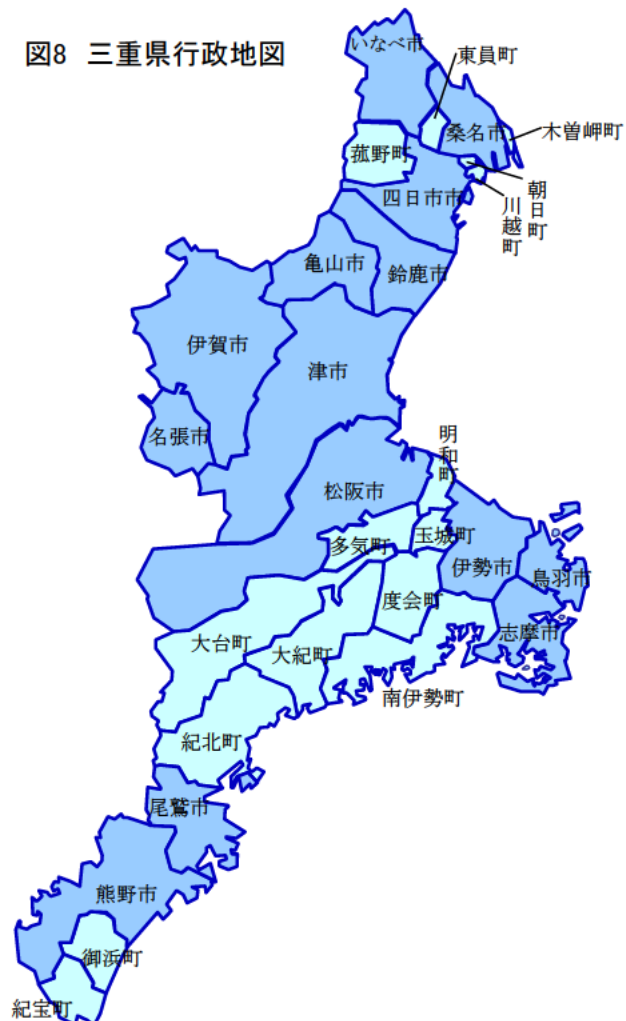 図8 三重県行政地図
いなべ市
東員町
桑名市
木曽岬町
菰野町
朝日町
川越町
四日市市
亀山市
鈴鹿市
伊賀市
津市
名張市
明和町
松阪市
多気町
玉城町
伊勢市
鳥羽市
度会町
志摩市
大台町
大紀町
南伊勢町
紀北町
尾鷲市
熊野市
御浜町
紀宝町